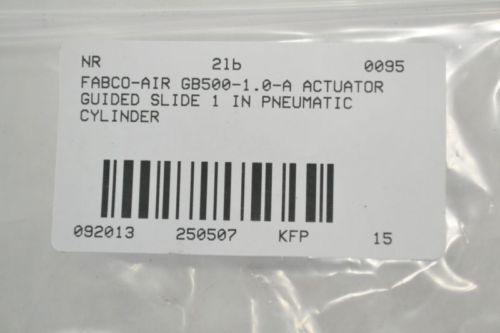 NR 21b 0095
FABCO-AIR GB500-1.0-A ACTUATOR
GUIDED SLIDE 1 IN PNEUMATIC
CYLINDER
092013 250507 KFP 15